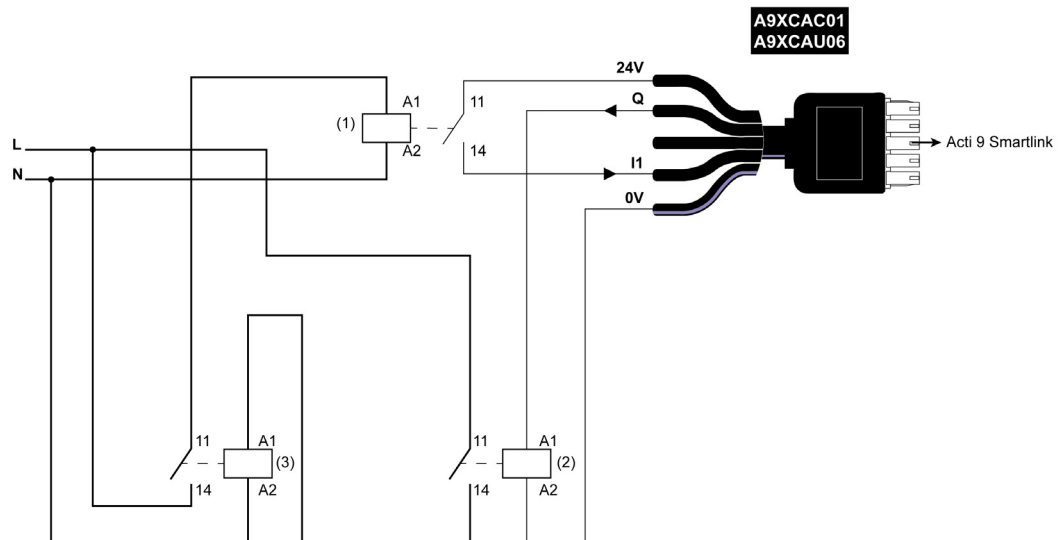 A9XCAC01
A9XCAU06
24V
A1
11
Q
(1)
L
A2
14
Acti 9 Smartlink
N
I1
0V
11
A1
11
A1
(3)
(2)
14
A2
14
A2